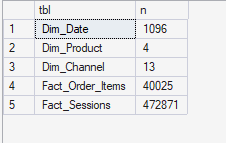 tbl n
1 Dim_Date 1096
2 Dim_Product 4
3 Dim_Channel 13
4 Fact_Order_Items 40025
5 Fact_Sessions 472871